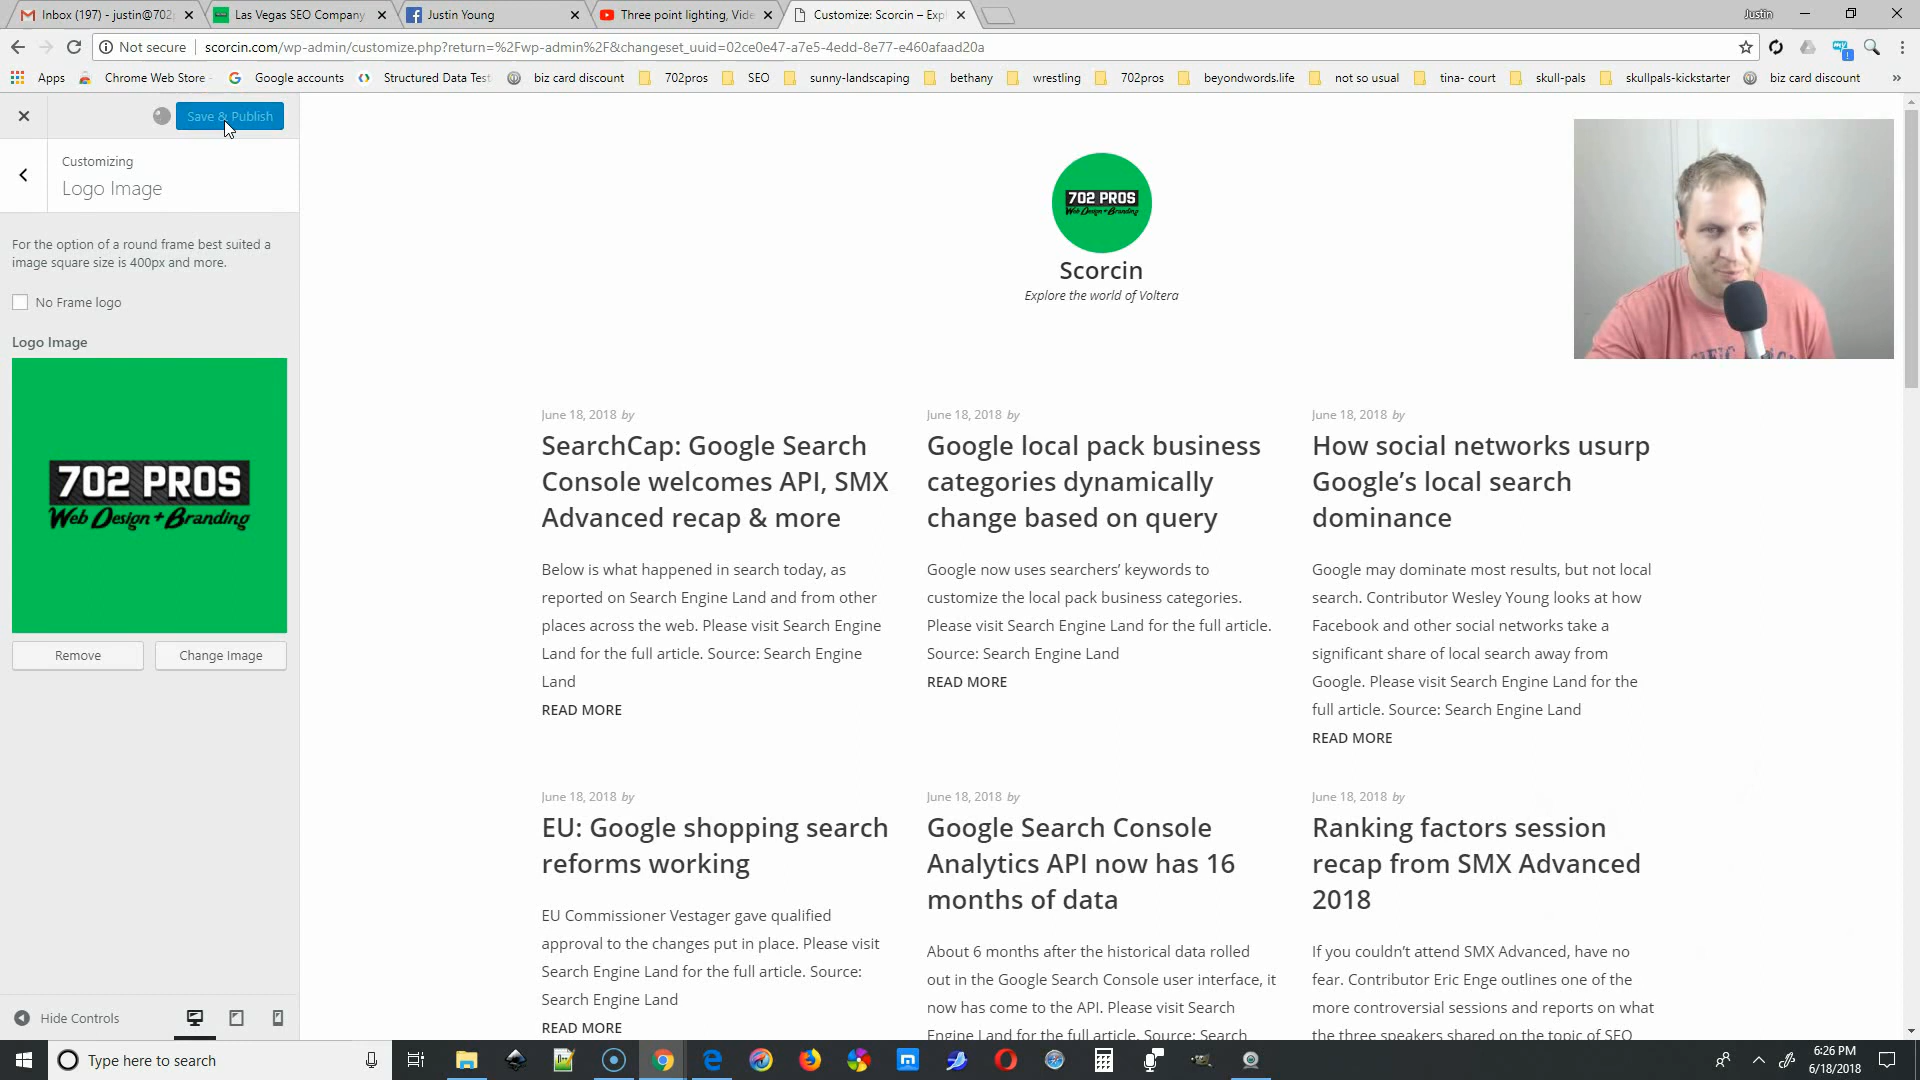 Inbox (197) - justin@702
Las Vegas SEO Company
Justin Young
Three point lighting, Vide
Customize: Scorcin – Expl
Justin
Not secure
scorcin.com/wp-admin/customize.php?return=%2Fwp-admin%2F&changeset_uuid=02ce0e47-a7e5-4edd-8e77-e460afaad20a
Apps
Chrome Web Store
Google accounts
Structured Data Test
biz card discount
702pros
SEO
sunny-landscaping
bethany
wrestling
702pros
beyondwords.life
not so usual
tina- court
skull-pals
skullpals-kickstarter
biz card discount
»
Save & Publish
Customizing
Logo Image
For the option of a round frame best suited a
image square size is 400px and more.
No Frame logo
Logo Image
702 PROS
Web Design + Branding
Remove
Change Image
Hide Controls
702 PROS
Web Design + Branding
Scorcin
Explore the world of Voltera
June 18, 2018 by
SearchCap: Google Search
Console welcomes API, SMX
Advanced recap & more
Below is what happened in search today, as
reported on Search Engine Land and from other
places across the web. Please visit Search Engine
Land for the full article. Source: Search Engine
Land
READ MORE
June 18, 2018 by
Google local pack business
categories dynamically
change based on query
Google now uses searchers’ keywords to
customize the local pack business categories.
Please visit Search Engine Land for the full article.
Source: Search Engine Land
READ MORE
June 18, 2018 by
How social networks usurp
Google’s local search
dominance
Google may dominate most results, but not local
search. Contributor Wesley Young looks at how
Facebook and other social networks take a
significant share of local search away from
Google. Please visit Search Engine Land for the
full article. Source: Search Engine Land
READ MORE
June 18, 2018 by
EU: Google shopping search
reforms working
EU Commissioner Vestager gave qualified
approval to the changes put in place. Please visit
Search Engine Land for the full article. Source:
Search Engine Land
READ MORE
June 18, 2018 by
Google Search Console
Analytics API now has 16
months of data
About 6 months after the historical data rolled
out in the Google Search Console user interface, it
now has come to the API. Please visit Search
Engine Land for the full article. Source: Search
June 18, 2018 by
Ranking factors session
recap from SMX Advanced
2018
If you couldn’t attend SMX Advanced, have no
fear. Contributor Eric Enge outlines one of the
more controversial sessions and reports on what
the three speakers shared on the topic of SEO
Type here to search
6:26 PM
6/18/2018